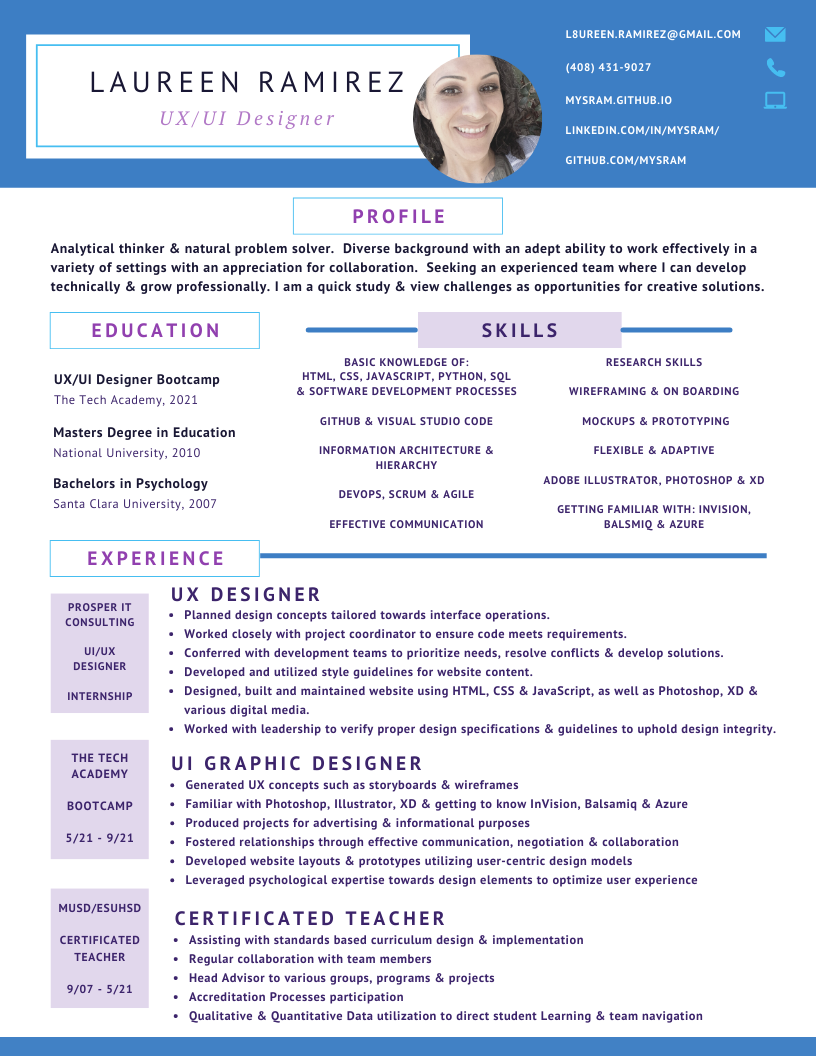 LAUREEN RAMIREZ
UX/UI Designer
L8UREEN.RAMIREZ@GMAIL.COM
(408) 431-9027
MYSRAM.GITHUB.IO
LINKEDIN.COM/IN/MYSRAM/
GITHUB.COM/MYSRAM
PROFILE
Analytical thinker & natural problem solver.  Diverse background with an adept ability to work effectively in a
variety of settings with an appreciation for collaboration.  Seeking an experienced team where I can develop
technically & grow professionally. I am a quick study & view challenges as opportunities for creative solutions.
EDUCATION
UX/UI Designer Bootcamp
The Tech Academy, 2021
Masters Degree in Education
National University, 2010
Bachelors in Psychology
Santa Clara University, 2007
SKILLS
BASIC KNOWLEDGE OF:
HTML, CSS, JAVASCRIPT, PYTHON, SQL
& SOFTWARE DEVELOPMENT PROCESSES
GITHUB & VISUAL STUDIO CODE
INFORMATION ARCHITECTURE &
HIERARCHY
DEVOPS, SCRUM & AGILE
EFFECTIVE COMMUNICATION
RESEARCH SKILLS
WIREFRAMING & ON BOARDING
MOCKUPS & PROTOTYPING
FLEXIBLE & ADAPTIVE
ADOBE ILLUSTRATOR, PHOTOSHOP & XD
GETTING FAMILIAR WITH: INVISION,
BALSMIQ & AZURE
EXPERIENCE
PROSPER IT
CONSULTING
UI/UX
DESIGNER
INTERNSHIP
UX DESIGNER
• Planned design concepts tailored towards interface operations.
• Worked closely with project coordinator to ensure code meets requirements.
• Conferred with development teams to prioritize needs, resolve conflicts & develop solutions.
• Developed and utilized style guidelines for website content.
• Designed, built and maintained website using HTML, CSS & JavaScript, as well as Photoshop, XD &
various digital media.
• Worked with leadership to verify proper design specifications & guidelines to uphold design integrity.
THE TECH
ACADEMY
BOOTCAMP
5/21 - 9/21
UI GRAPHIC DESIGNER
• Generated UX concepts such as storyboards & wireframes
• Familiar with Photoshop, Illustrator, XD & getting to know InVision, Balsamiq & Azure
• Produced projects for advertising & informational purposes
• Fostered relationships through effective communication, negotiation & collaboration
• Developed website layouts & prototypes utilizing user-centric design models
• Leveraged psychological expertise towards design elements to optimize user experience
MUSD/ESUHSD
CERTIFICATED
TEACHER
9/07 - 5/21
CERTIFICATED TEACHER
• Assisting with standards based curriculum design & implementation
• Regular collaboration with team members
• Head Advisor to various groups, programs & projects
• Accreditation Processes participation
• Qualitative & Quantitative Data utilization to direct student Learning & team navigation